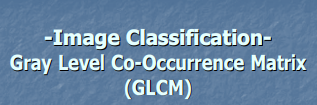 -Image Classification-
Gray Level Co-Occurrence Matrix
(GLCM)